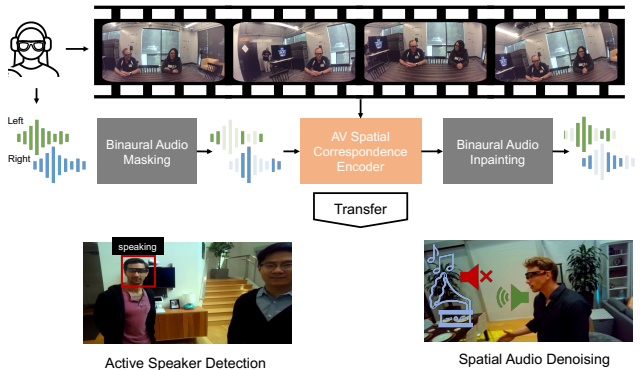 Left
Right
Binaural Audio
Masking
AV Spatial
Correspondence
Encoder
Binaural Audio
Inpainting
Transfer
speaking
Active Speaker Detection
Spatial Audio Denoising